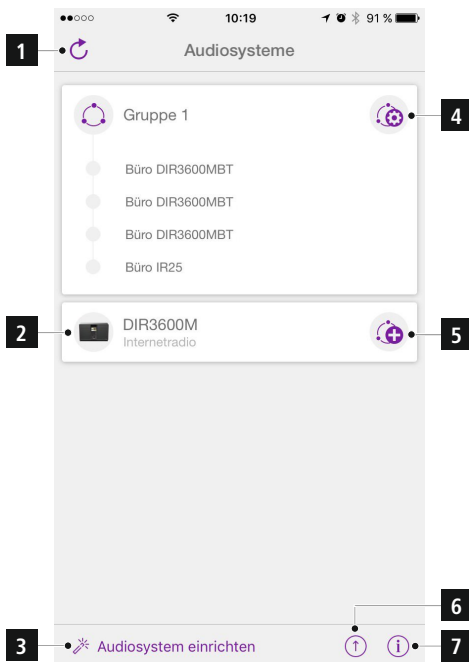 10:19
91 %
1
Audiosysteme
Gruppe 1
4
Büro DIR3600MBT
Büro DIR3600MBT
Büro DIR3600MBT
Büro IR25
2
DIR3600M
Internetradio
5
6
3
Audiosystem einrichten
7